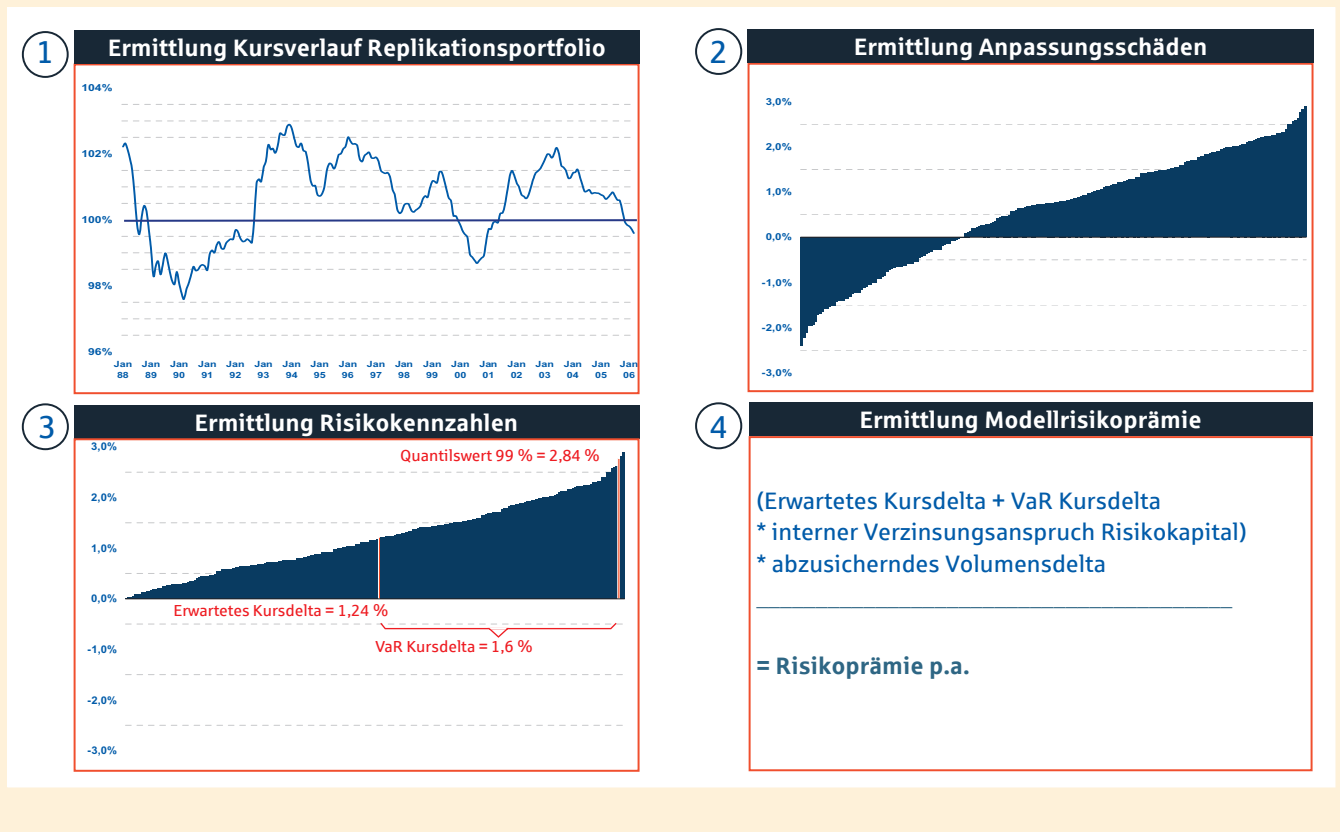 1
Ermittlung Kursverlauf Replikationsportfolio
104%
102%
100%
98%
96%
Jan Jan Jan Jan Jan Jan Jan Jan Jan Jan Jan Jan Jan Jan Jan Jan Jan Jan Jan
88 89 90 91 92 93 94 95 96 97 98 99 00 01 02 03 04 05 06
2
Ermittlung Anpassungsschäden
3,0%
2,0%
1,0%
0,0%
-1,0%
-2,0%
-3,0%
3
Ermittlung Risikokennzahlen
3,0%
Quantilswert 99 % = 2,84 %
2,0%
1,0%
0,0%
Erwartetes Kursdelta = 1,24 %
VaR Kursdelta = 1,6 %
-1,0%
-2,0%
-3,0%
4
Ermittlung Modellrisikoprämie
(Erwartetes Kursdelta + VaR Kursdelta
* interner Verzinsungsanspruch Risikokapital)
* abzusicherndes Volumensdelta
= Risikoprämie p.a.